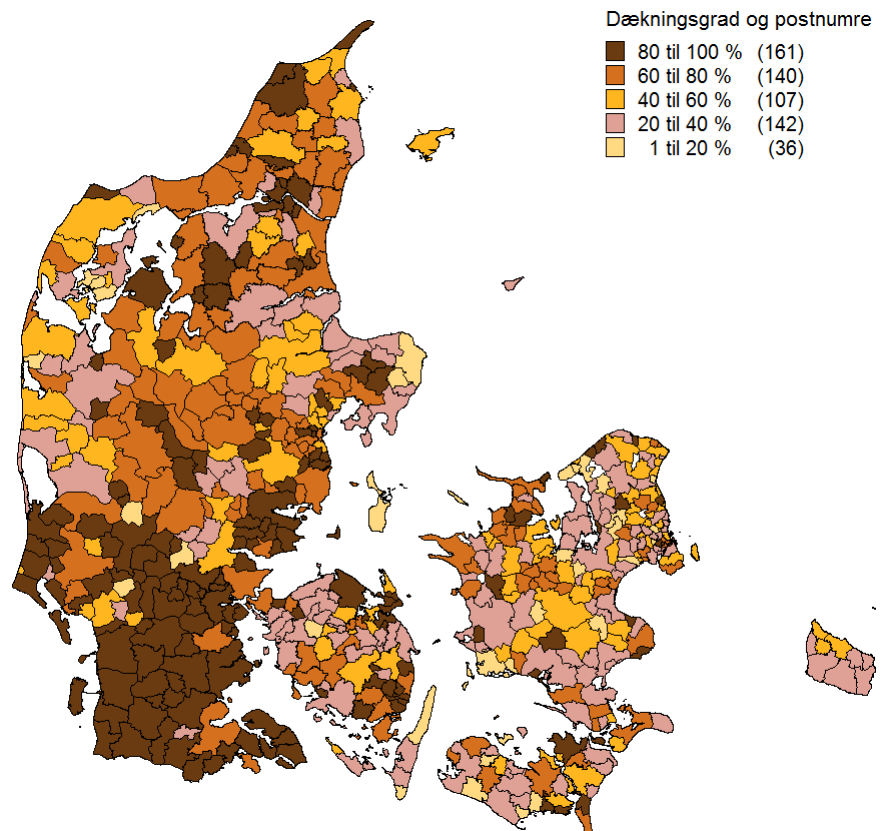 Dækningsgrad og postnumre
80 til 100 % (161)
60 til 80 % (140)
40 til 60 % (107)
20 til 40 % (142)
1 til 20 % (36)